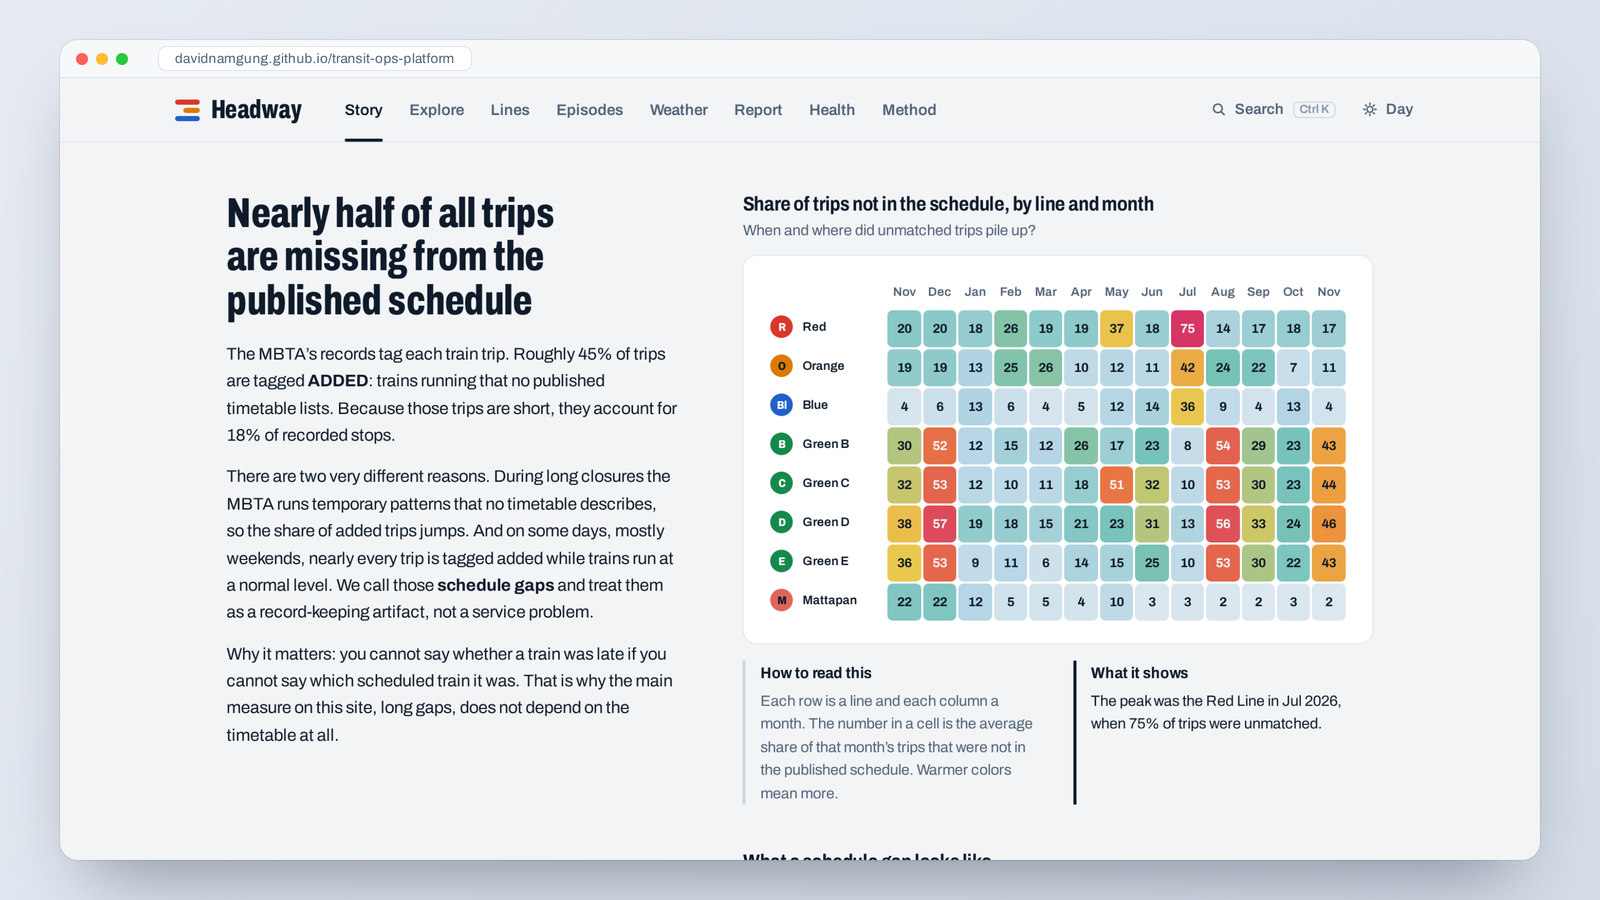 davidnamgung.github.io/transit-ops-platform
Headway
Story Explore Lines Episodes Weather Report Health Method
Search Ctrl K Day
Nearly half of all trips
are missing from the
published schedule
The MBTA’s records tag each train trip. Roughly 45% of trips
are tagged ADDED: trains running that no published
timetable lists. Because those trips are short, they account for
18% of recorded stops.
There are two very different reasons. During long closures the
MBTA runs temporary patterns that no timetable describes,
so the share of added trips jumps. And on some days, mostly
weekends, nearly every trip is tagged added while trains run at
a normal level. We call those schedule gaps and treat them
as a record-keeping artifact, not a service problem.
Why it matters: you cannot say whether a train was late if you
cannot say which scheduled train it was. That is why the main
measure on this site, long gaps, does not depend on the
timetable at all.
Share of trips not in the schedule, by line and month
When and where did unmatched trips pile up?
Nov Dec Jan Feb Mar Apr May Jun Jul Aug Sep Oct Nov
R Red 20 20 18 26 19 19 37 18 75 14 17 18 17
O Orange 19 19 13 25 26 10 12 11 42 24 22 7 11
Bl Blue 4 6 13 6 4 5 12 14 36 9 4 13 4
B Green B 30 52 12 15 12 26 17 23 8 54 29 23 43
C Green C 32 53 12 10 11 18 51 32 10 53 30 23 44
D Green D 38 57 19 18 15 21 23 31 13 56 33 24 46
E Green E 36 53 9 11 6 14 15 25 10 53 30 22 43
M Mattapan 22 22 12 5 5 4 10 3 3 2 2 3 2
How to read this
Each row is a line and each column a
month. The number in a cell is the average
share of that month’s trips that were not in
the published schedule. Warmer colors
mean more.
What it shows
The peak was the Red Line in Jul 2026,
when 75% of trips were unmatched.
What a schedule gap looks like